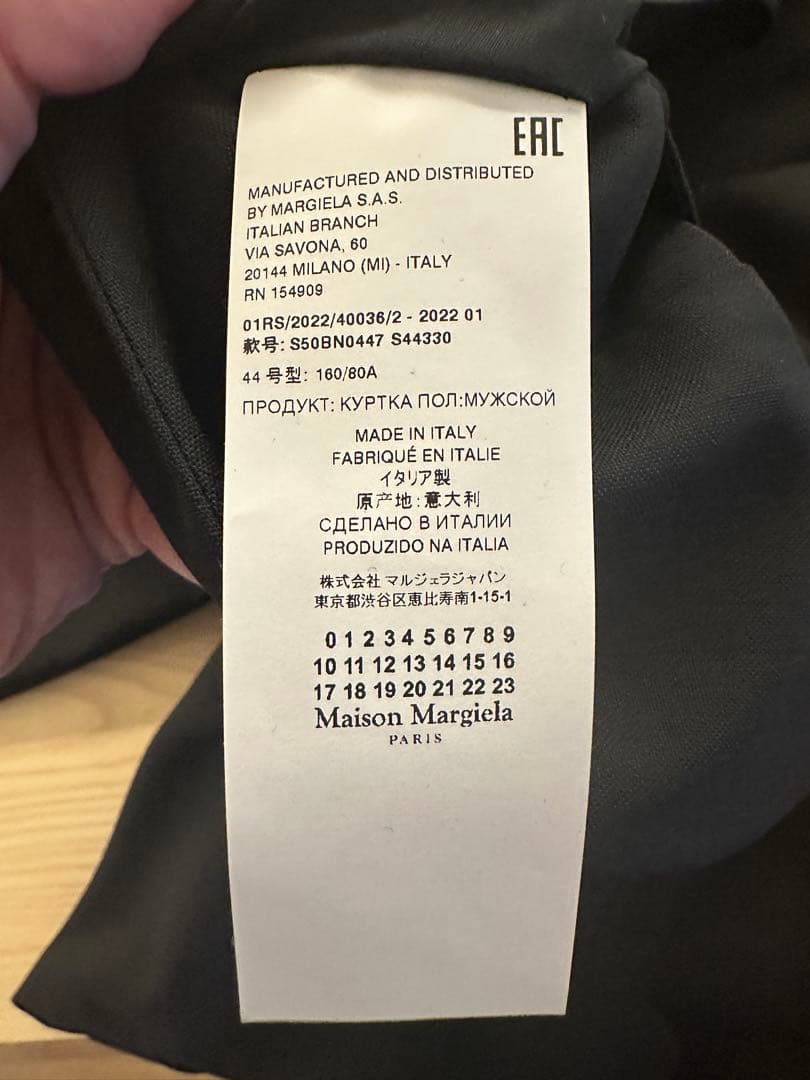 EAC
MANUFACTURED AND DISTRIBUTED
BY MARGIELA S.A.S.
ITALIAN BRANCH
VIA SAVONA, 60
20144 MILANO (MI) - ITALY
RN 154909
01RS/2022/40036/2 - 2022 01
款号: S50BN0447 S44330
44 号型: 160/80A
ПРОДУКТ: КУРТКА ПОЛ:МУЖСКОЙ
MADE IN ITALY
FABRIQUÉ EN ITALIE
イタリア製
原产地:意大利
СДЕЛАНО В ИТАЛИИ
PRODUZIDO NA ITALIA
株式会社 マルジェラジャパン
東京都渋谷区恵比寿南1-15-1
0 1 2 3 4 5 6 7 8 9
10 11 12 13 14 15 16
17 18 19 20 21 22 23
Maison Margiela
PARIS